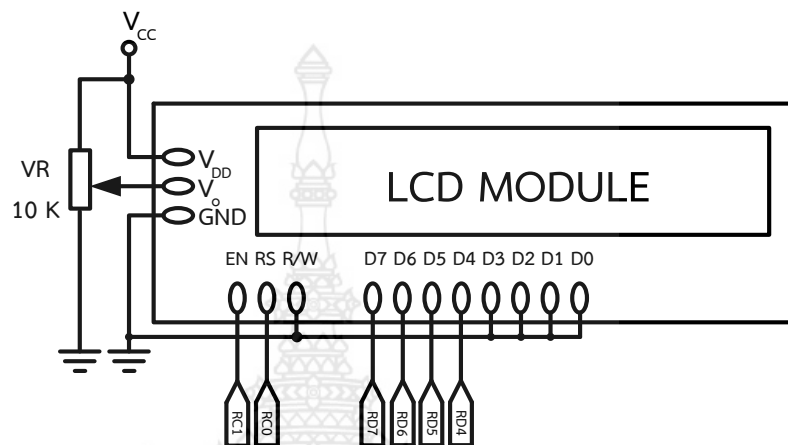 VCC
VR
10 K
VDD
Vo
GND
LCD MODULE
EN RS R/W D7 D6 D5 D4 D3 D2 D1 D0
RC1 RC0 RD7 RD6 RD5 RD4